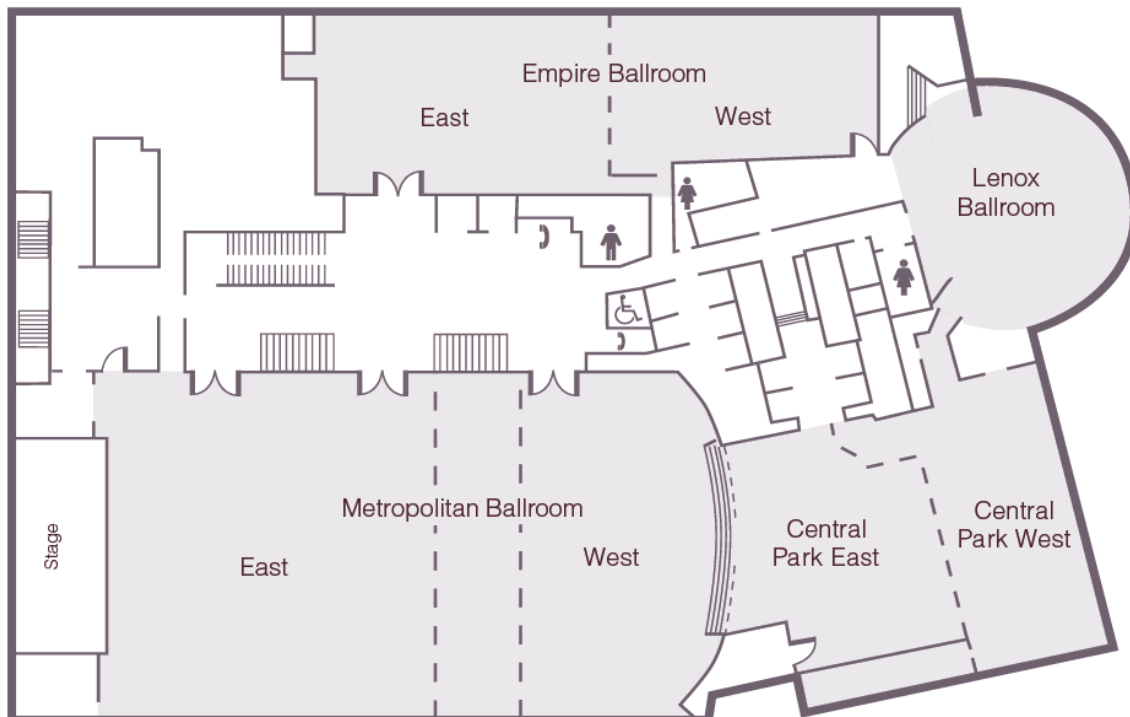 Empire Ballroom
East
West
Lenox
Ballroom
Metropolitan Ballroom
East
West
Stage
Central
Park East
Central
Park West